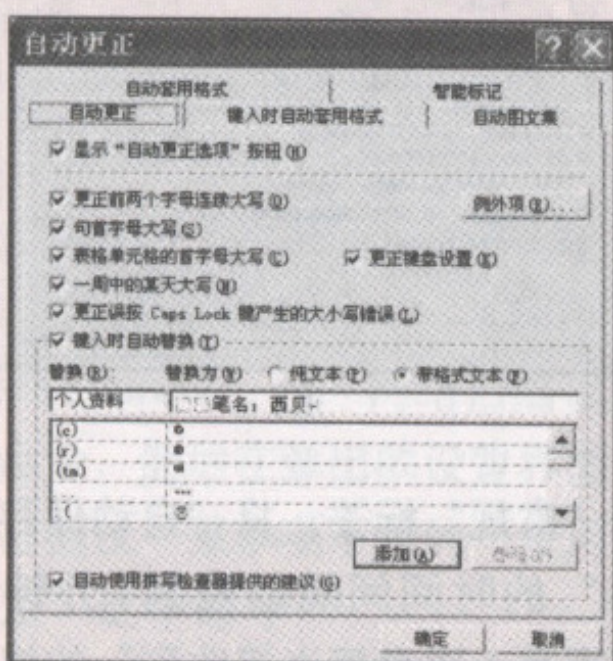 自动更正
自动套用格式 智能标记
自动更正 键入时自动套用格式 自动图文集
显示“自动更正选项”按钮(H)
更正前两个字母连续大写(O) 例外项(E)...
句首字母大写(S)
表格单元格的首字母大写(C) 更正键盘设置(K)
一周中的某天大写(N)
更正误按 Caps Lock 键产生的大小写错误(L)
键入时自动替换(T)
替换(R): 替换为(W) 纯文本(P) 带格式文本(F)
个人资料 笔名：西贝
(c) ©
(r) ®
(tm) ™
...
:( ☹
添加(A)
自动使用拼写检查器提供的建议(G)
确定 取消